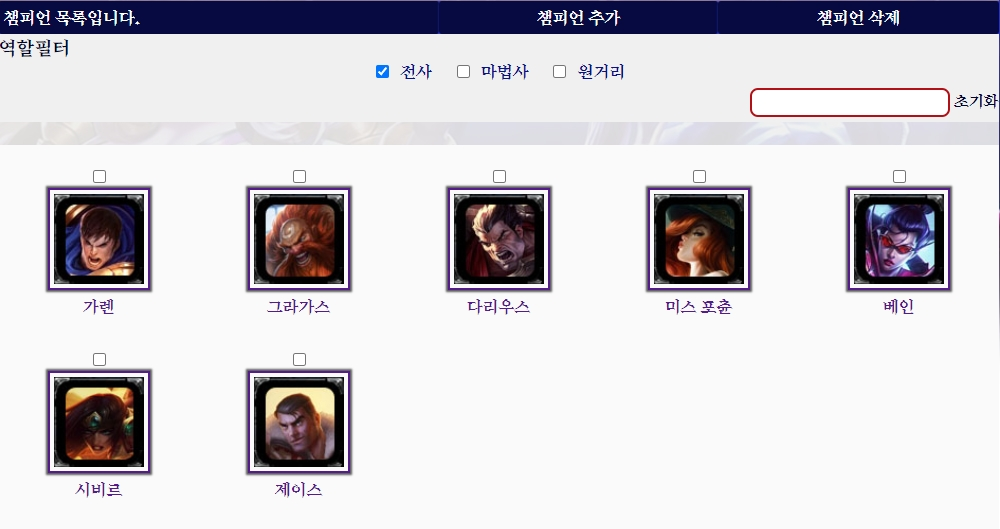 챔피언 목록입니다. 챔피언 추가 챔피언 삭제
역할필터
전사 마법사 원거리
초기화
가렌 그라가스 다리우스 미스 포츈 베인
시비르 제이스